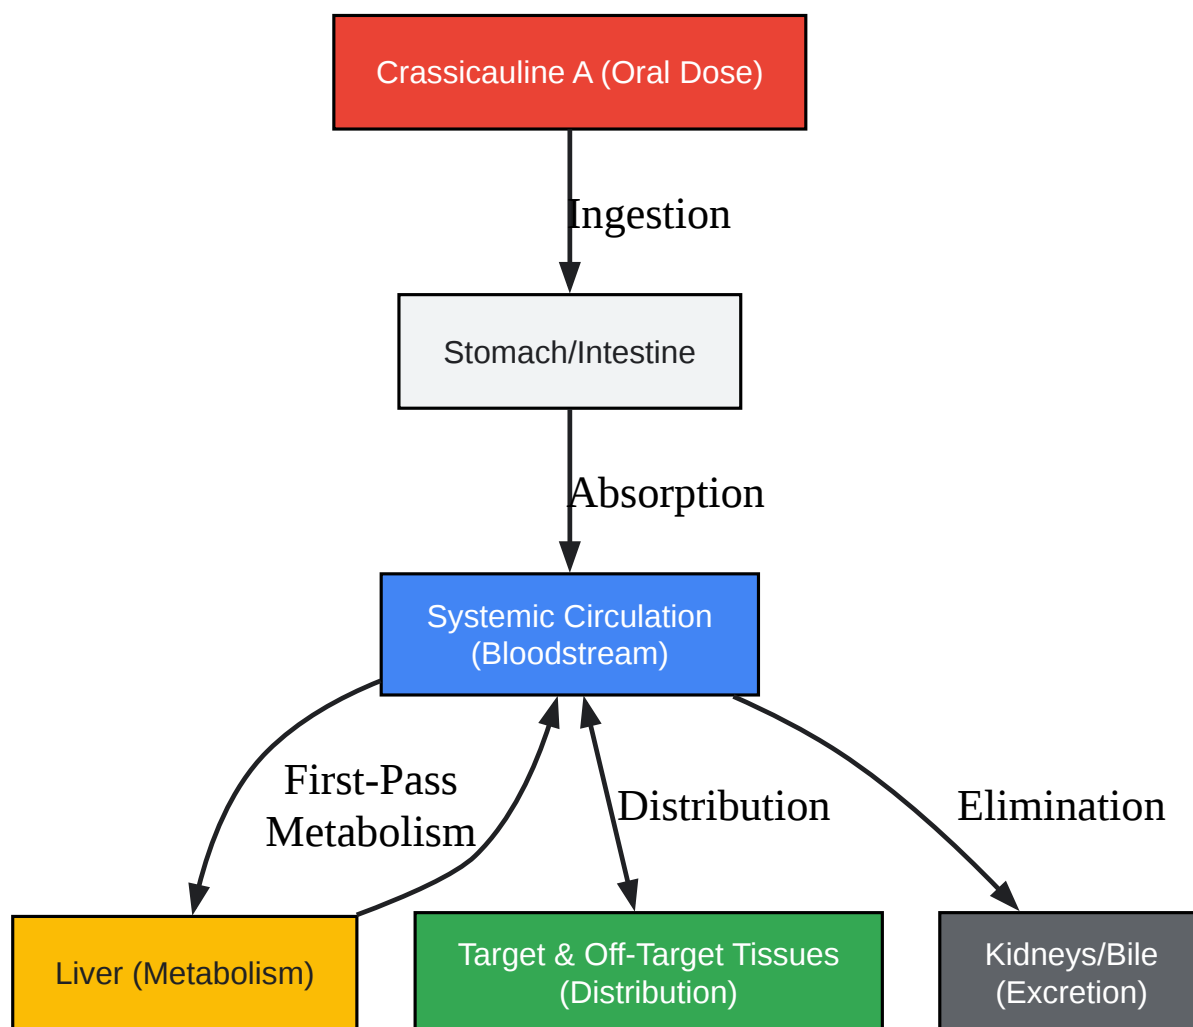 Crassicauline A (Oral Dose)
Ingestion
Stomach/Intestine
Absorption
Systemic Circulation
(Bloodstream)
First-Pass
Metabolism
Distribution
Elimination
Liver (Metabolism)
Target & Off-Target Tissues
(Distribution)
Kidneys/Bile
(Excretion)